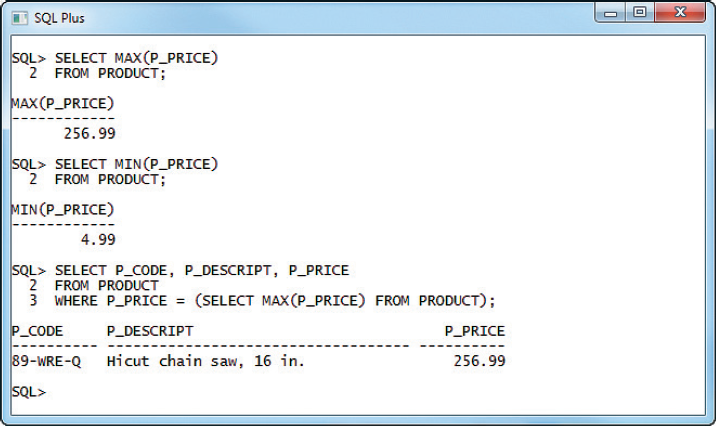 SQL Plus
SQL> SELECT MAX(P_PRICE)
2 FROM PRODUCT;
MAX(P_PRICE)
------------
256.99
SQL> SELECT MIN(P_PRICE)
2 FROM PRODUCT;
MIN(P_PRICE)
------------
4.99
SQL> SELECT P_CODE, P_DESCRIPT, P_PRICE
2 FROM PRODUCT
3 WHERE P_PRICE = (SELECT MAX(P_PRICE) FROM PRODUCT);
P_CODE P_DESCRIPT P_PRICE
---------- ----------------------------------- ----------
89-WRE-Q Hicut chain saw, 16 in. 256.99
SQL>